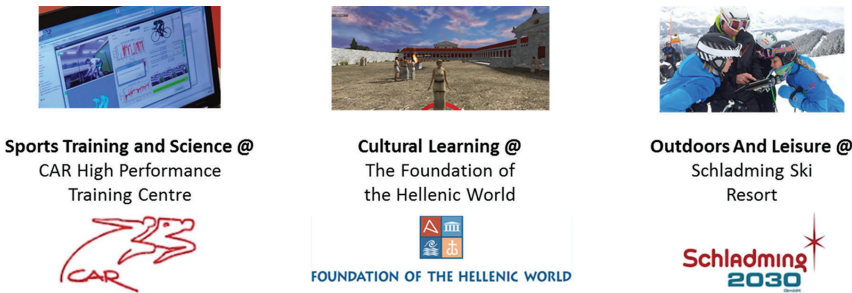 Sports Training and Science @
CAR High Performance
Training Centre
CAR
Cultural Learning @
The Foundation of
the Hellenic World
FOUNDATION OF THE HELLENIC WORLD
Outdoors And Leisure @
Schladming Ski
Resort
Schladming
2030